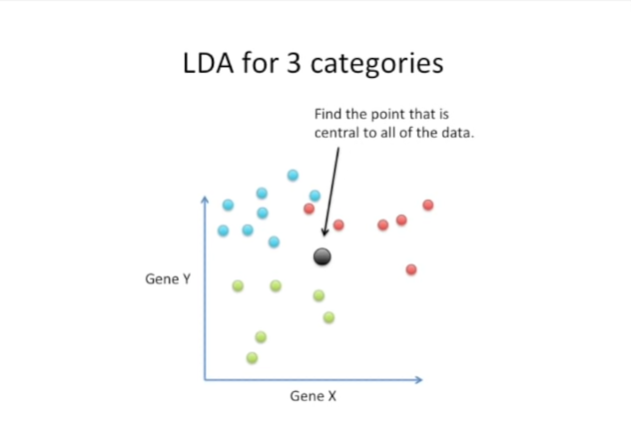 LDA for 3 categories
Find the point that is
central to all of the data.
Gene Y
Gene X